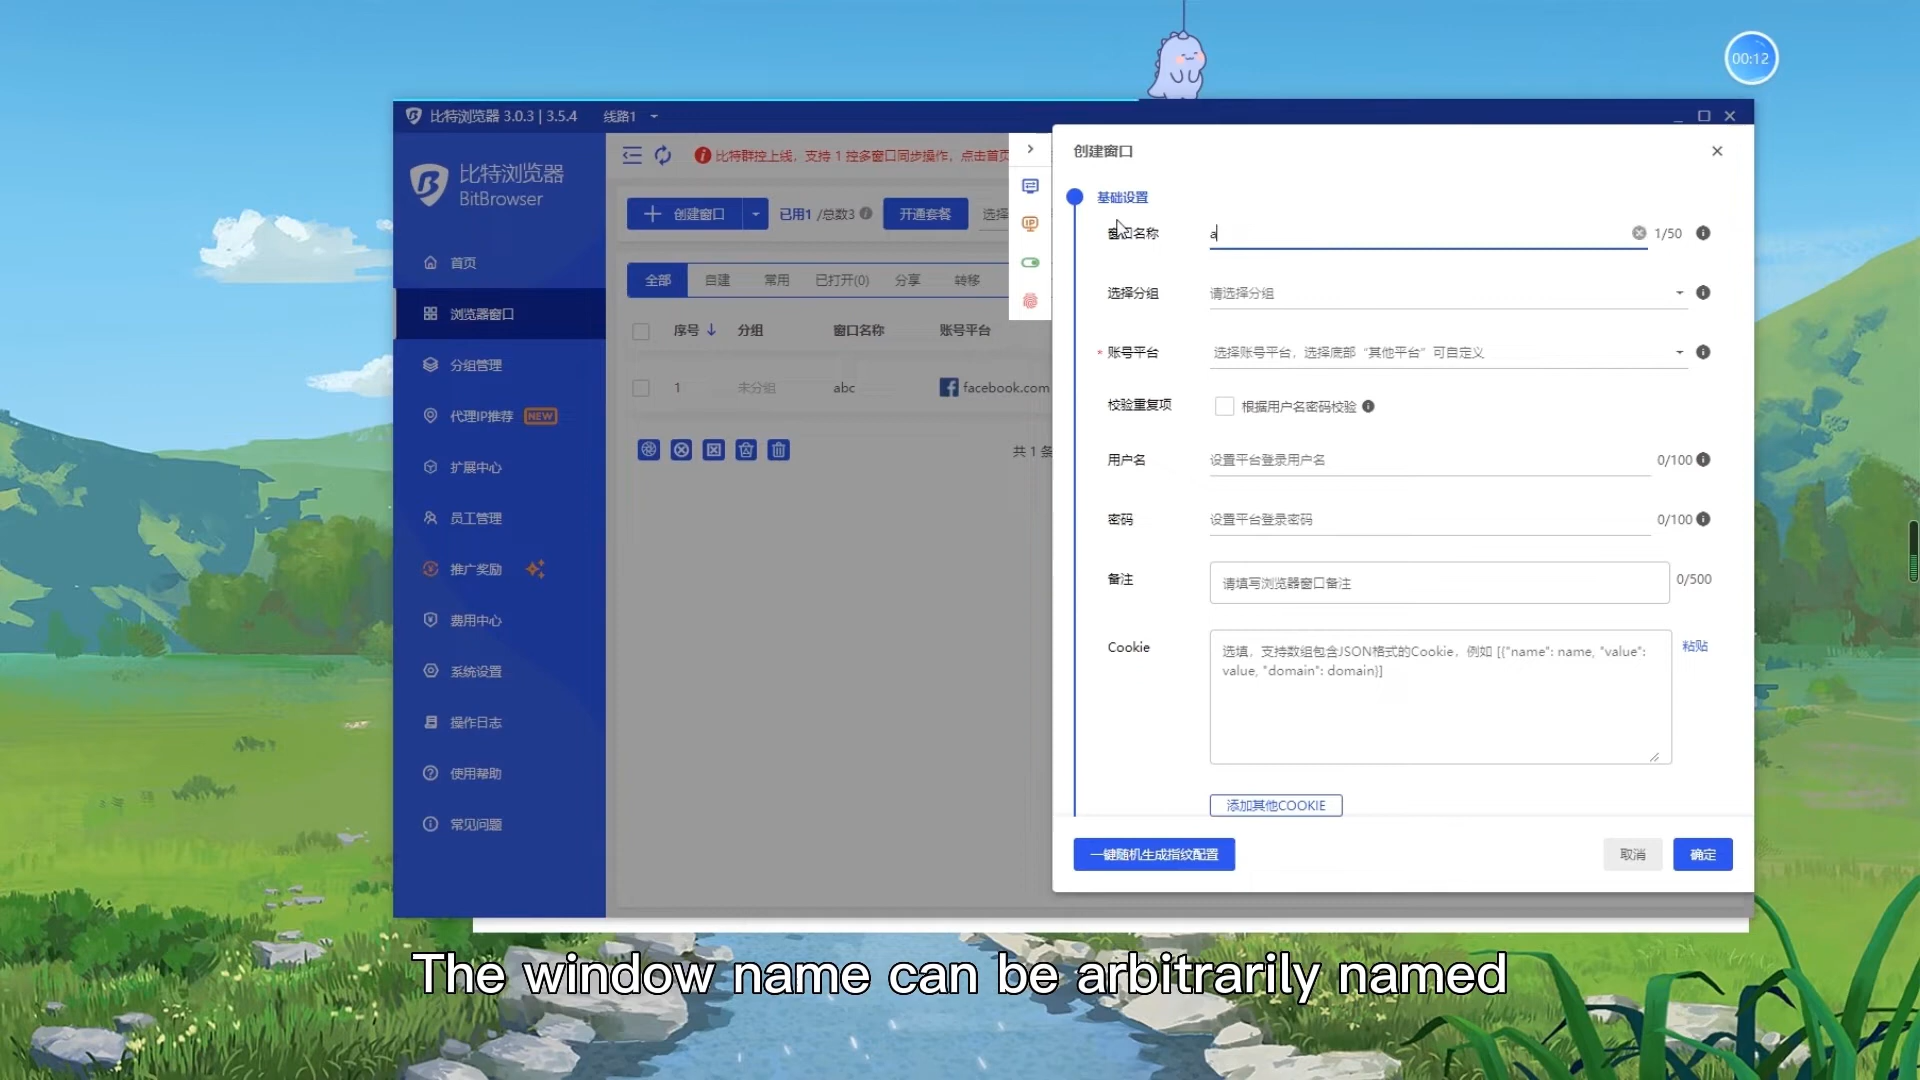 00:12
比特浏览器 3.0.3 | 3.5.4 线路1
比特浏览器
BitBrowser
首页
浏览器窗口
分组管理
代理IP推荐 NEW
扩展中心
员工管理
推广奖励
费用中心
系统设置
操作日志
使用帮助
常见问题
比特群控上线，支持 1 控多窗口同步操作，点击首页
创建窗口 已用1 /总数3 开通套餐 选择
全部 自建 常用 已打开(0) 分享 转移
序号 分组 窗口名称 账号平台
1 未分组 abc facebook.com
共 1 条
IP
创建窗口
基础设置
窗口名称 a 1/50
选择分组 请选择分组
* 账号平台 选择账号平台，选择底部“其他平台”可自定义
校验重复项 根据用户名密码校验
用户名 设置平台登录用户名 0/100
密码 设置平台登录密码 0/100
备注 请填写浏览器窗口备注 0/500
Cookie 选填，支持数组包含JSON格式的Cookie，例如 [{"name": name, "value": 粘贴
value, "domain": domain}]
添加其他COOKIE
一键随机生成指纹配置 取消 确定
The window name can be arbitrarily named